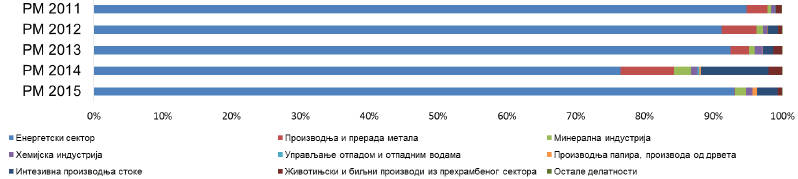 PM 2011
PM 2012
PM 2013
PM 2014
PM 2015
0% 10% 20% 30% 40% 50% 60% 70% 80% 90% 100%
Енергетски сектор Производња и прерада метала Минерална индустрија
Хемијска индустрија Управљање отпадом и отпадним водама Производња папира, производа од дрвета
Интезивна производња стоке Животињски и биљни производи из прехрамбеног сектора Остале делатности